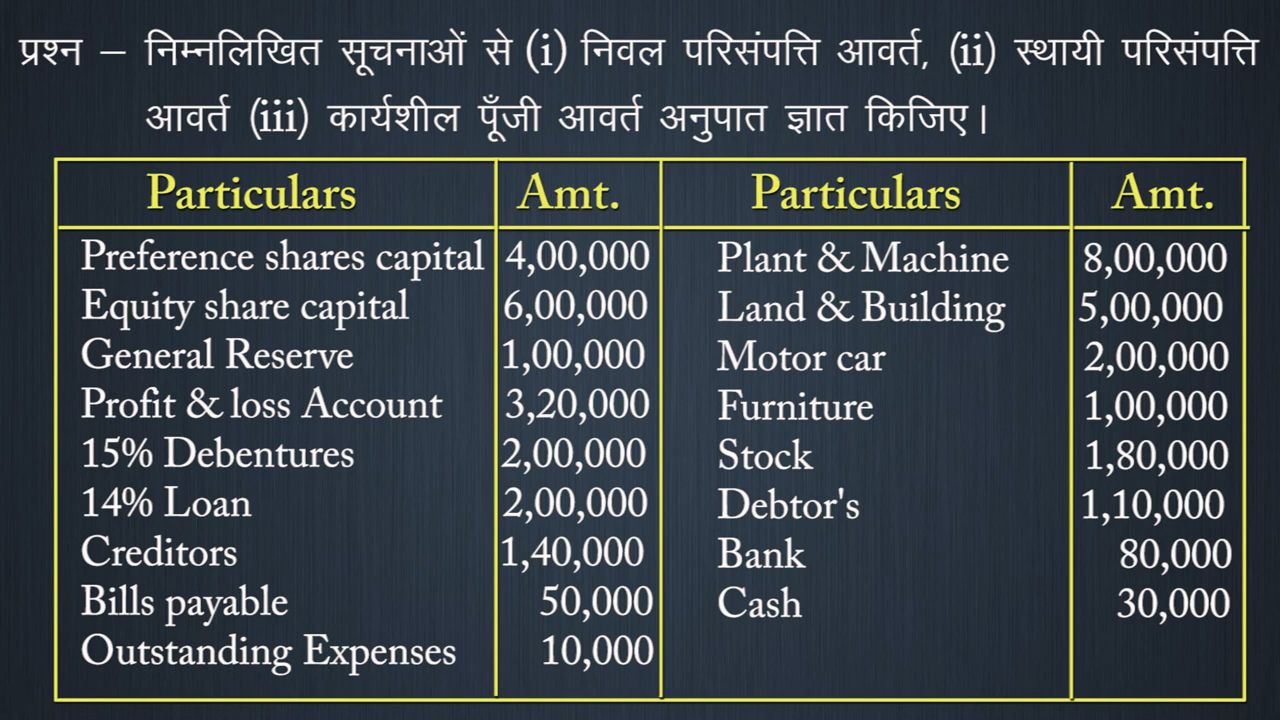 प्रश्न – निम्नलिखित सूचनाओं से (i) निवल परिसंपत्ति आवर्त, (ii) स्थायी परिसंपत्ति
आवर्त (iii) कार्यशील पूँजी आवर्त अनुपात ज्ञात किजिए।
Particulars Amt. Particulars Amt.
Preference shares capital 4,00,000 Plant & Machine 8,00,000
Equity share capital 6,00,000 Land & Building 5,00,000
General Reserve 1,00,000 Motor car 2,00,000
Profit & loss Account 3,20,000 Furniture 1,00,000
15% Debentures 2,00,000 Stock 1,80,000
14% Loan 2,00,000 Debtor's 1,10,000
Creditors 1,40,000 Bank 80,000
Bills payable 50,000 Cash 30,000
Outstanding Expenses 10,000